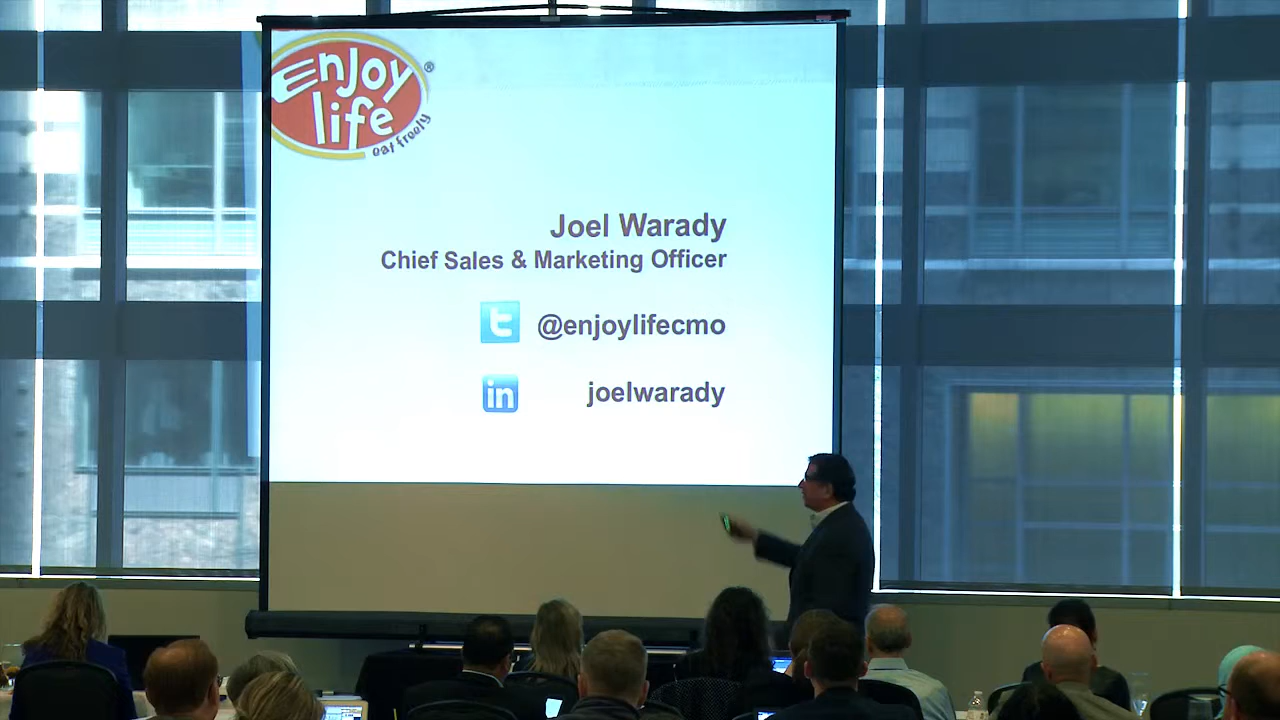 Enjoy
life
®
eat freely
Joel Warady
Chief Sales & Marketing Officer
@enjoylifecmo
in
joelwarady